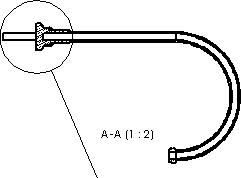 A-A (1 : 2)